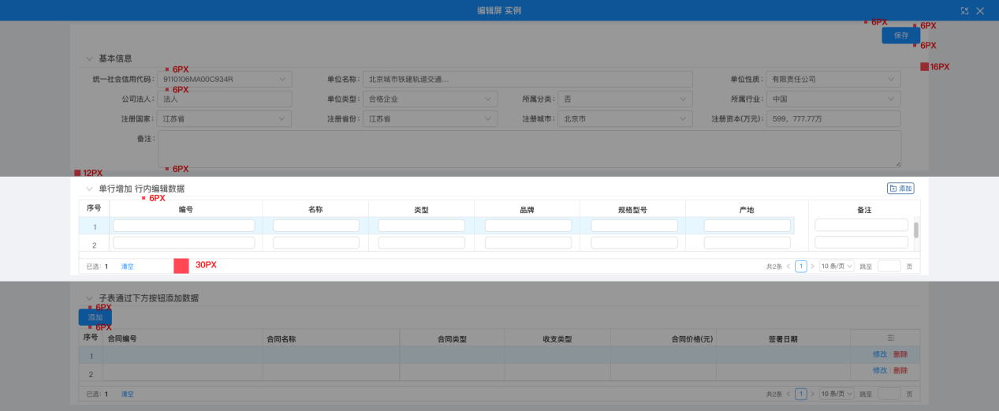 编辑屏 实例
6PX
6PX
保存
6PX
基本信息
6PX
16PX
统一社会信用代码: 9110106MA00C934R 单位名称: 北京城市铁建轨道交通... 单位性质: 有限责任公司
6PX
公司法人: 法人 单位类型: 合格企业 所属分类: 否 所属行业: 中国
注册国家: 江苏省 注册省份: 江苏省 注册城市: 北京市 注册资本(万元): 599, 777.77万
备注:
6PX
12PX
单行增加 行内编辑数据 添加
6PX
序号 编号 名称 类型 品牌 规格型号 产地 备注
1
2
已选: 1 清空 30PX 共2条 < 1 > 10 条/页 跳至 页
子表通过下方按钮添加数据
6PX
添加
6PX
序号 合同编号 合同名称 合同类型 收支类型 合同价格(元) 签署日期
1 修改 删除
2 修改 删除
已选: 1 清空 共2条 < 1 > 10 条/页 跳至 页